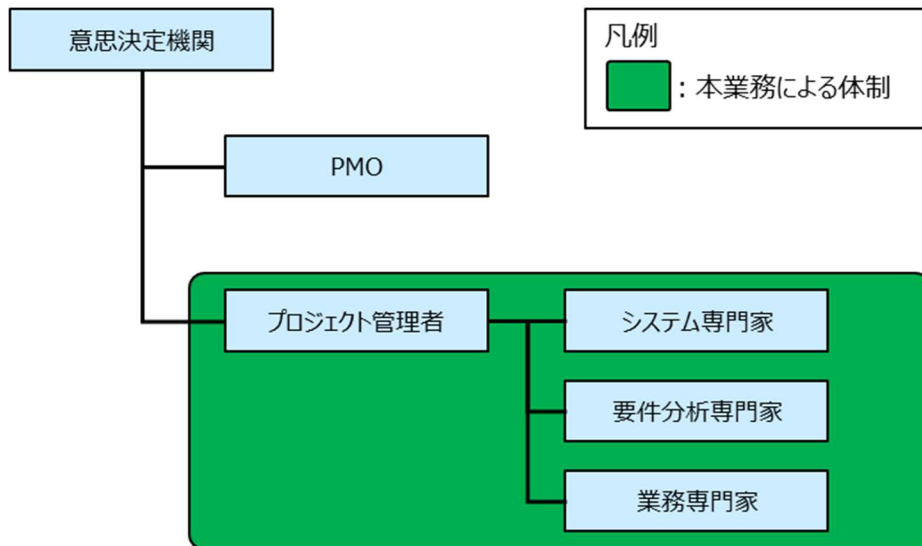 意思決定機関
凡例
：本業務による体制
PMO
プロジェクト管理者
システム専門家
要件分析専門家
業務専門家